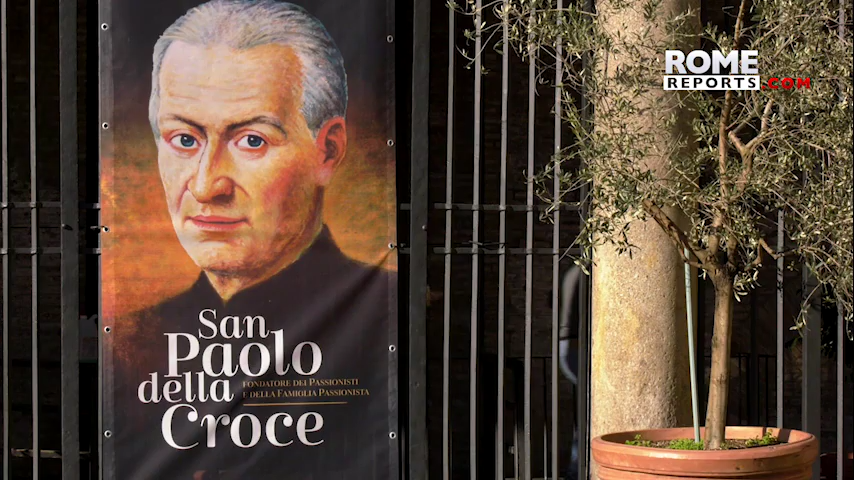 ROME
REPORTS.COM
San
Paolo
della
FONDATORE DEI PASSIONISTI
E DELLA FAMIGLIA PASSIONISTA
Croce